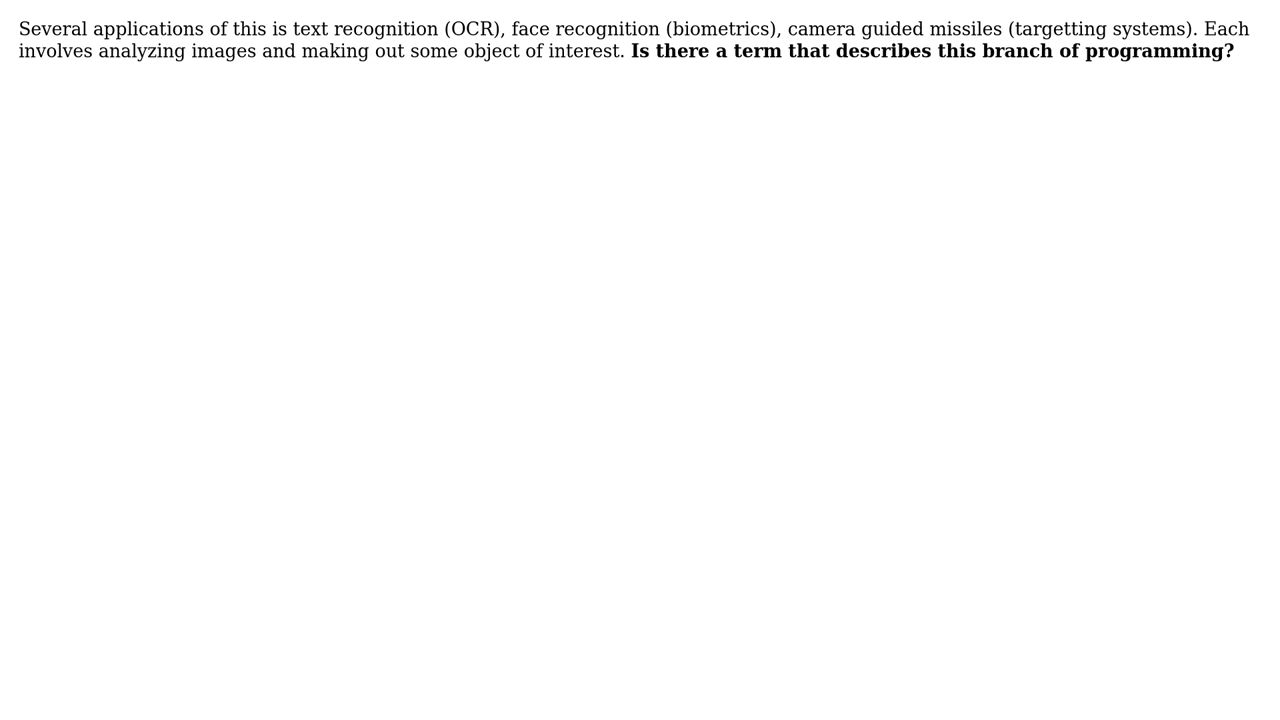 Several applications of this is text recognition (OCR), face recognition (biometrics), camera guided missiles (targetting systems). Each
involves analyzing images and making out some object of interest. Is there a term that describes this branch of programming?